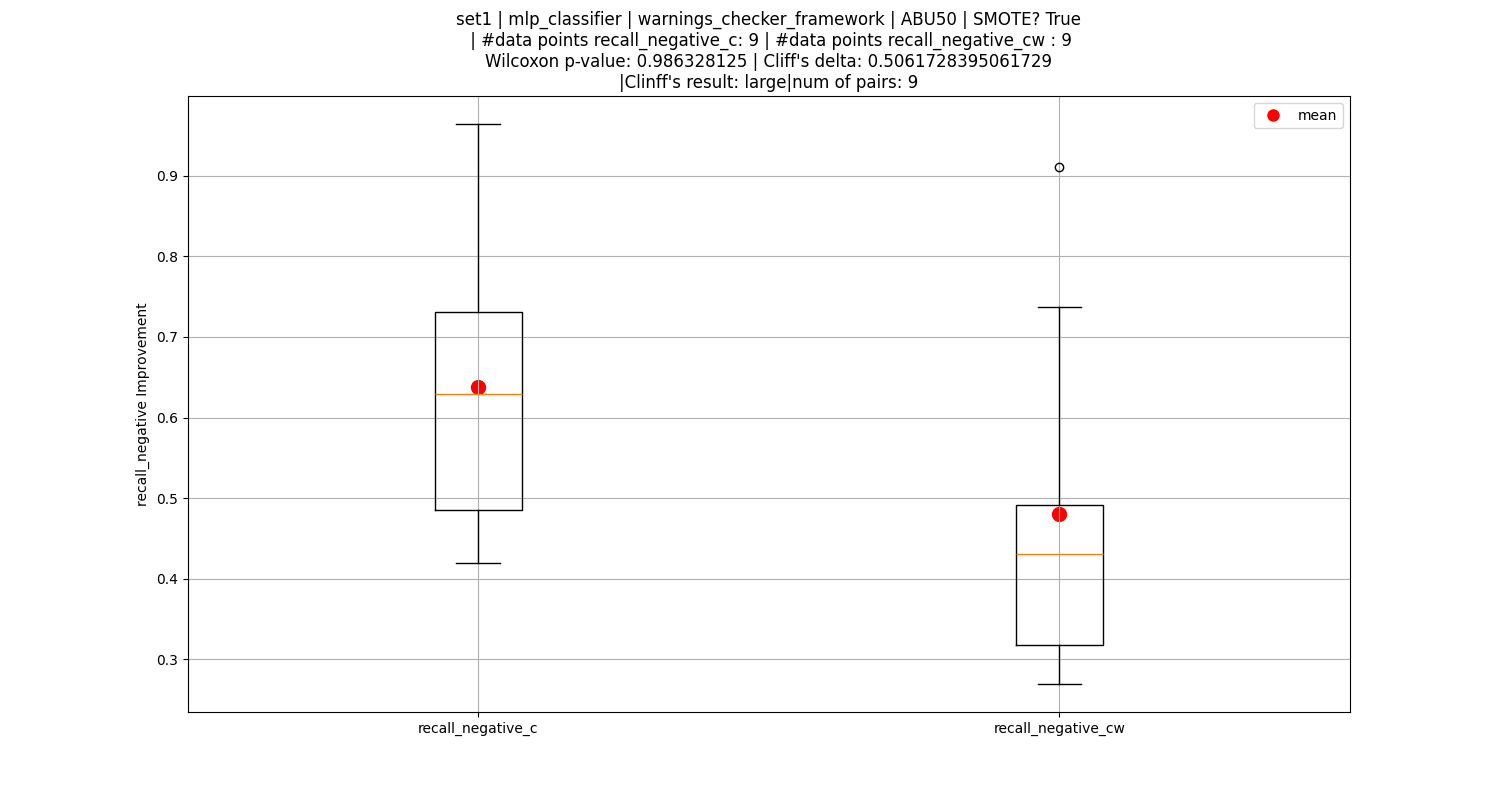 set1 | mlp_classifier | warnings_checker_framework | ABU50 | SMOTE? True
| #data points recall_negative_c: 9 | #data points recall_negative_cw : 9
Wilcoxon p-value: 0.986328125 | Cliff's delta: 0.5061728395061729
|Clinff's result: large|num of pairs: 9
mean
0.9
0.8
0.7
0.6
0.5
0.4
0.3
recall_negative Improvement
recall_negative_c
recall_negative_cw